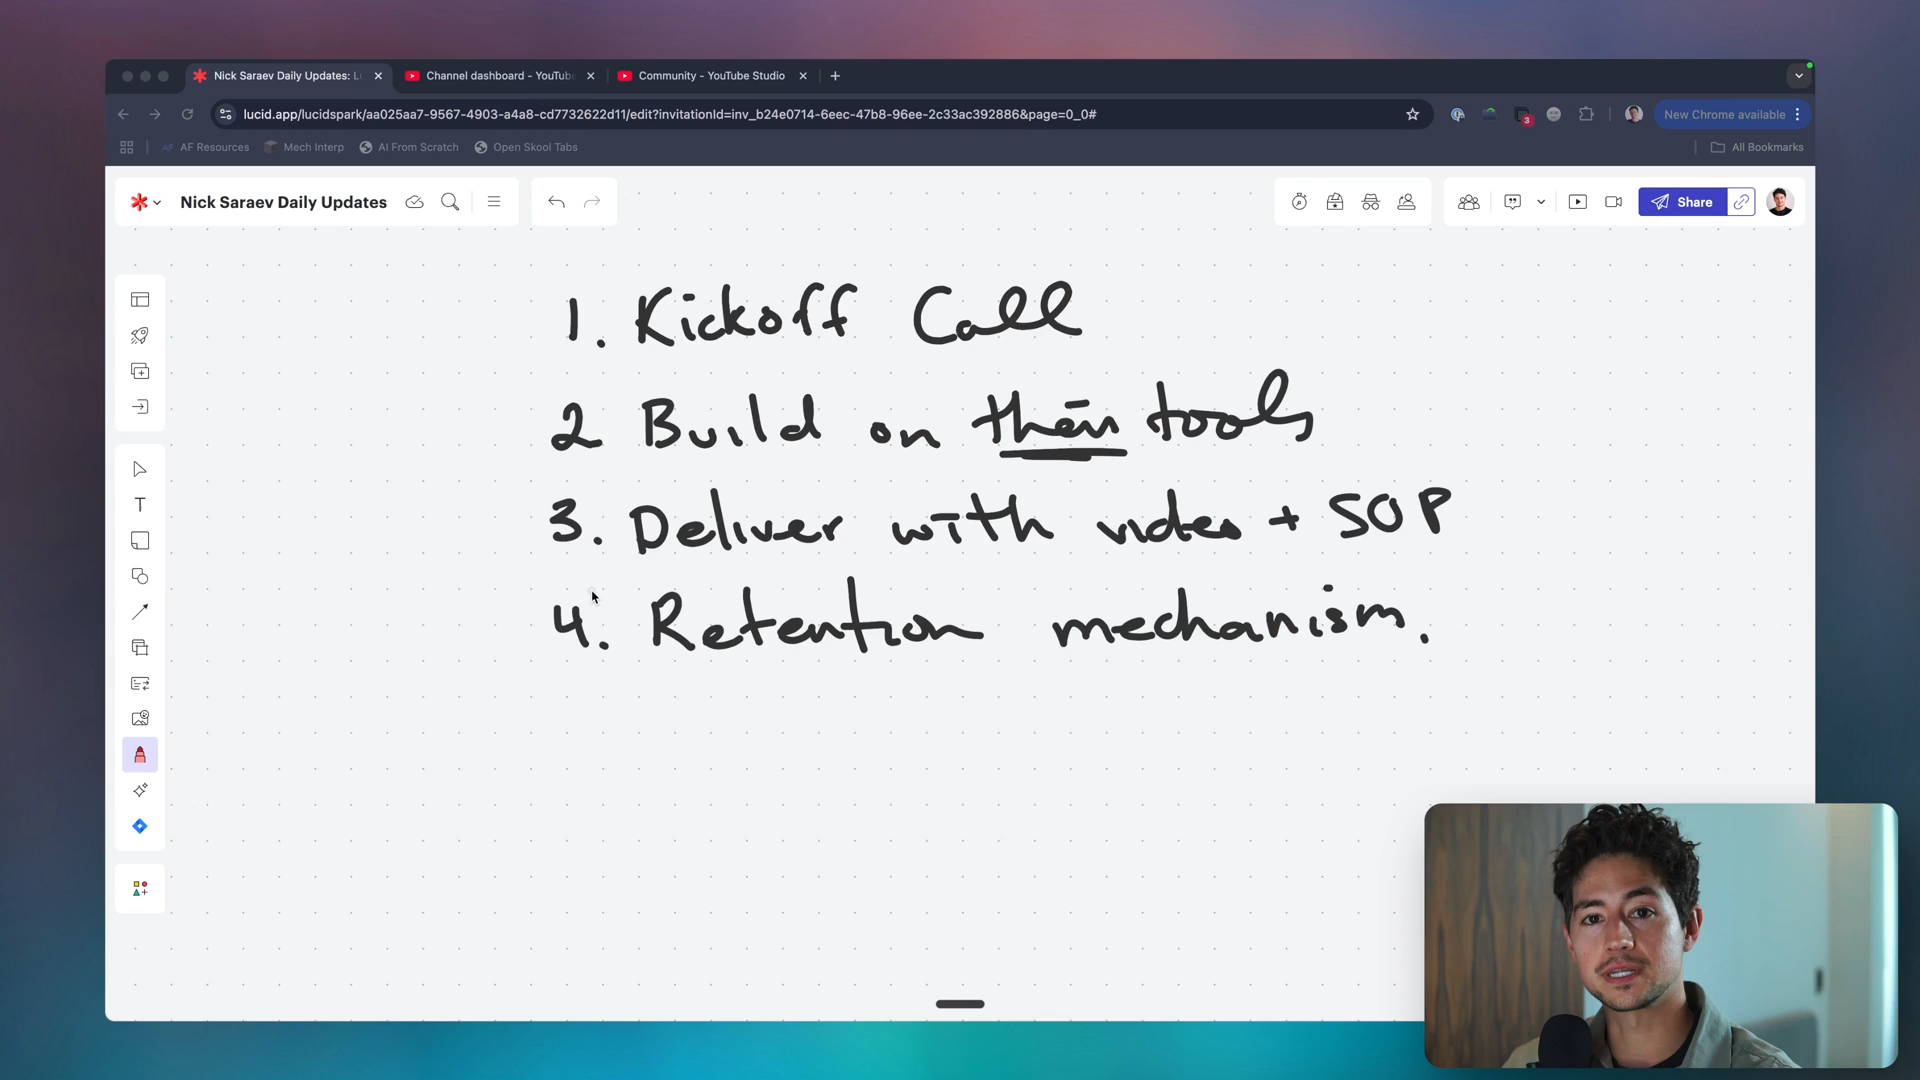 Nick Saraev Daily Updates: L
Channel dashboard - YouTube
Community - YouTube Studio
lucid.app/lucidspark/aa025aa7-9567-4903-a4a8-cd7732622d11/edit?invitationId=inv_b24e0714-6eec-47b8-96ee-2c33ac392886&page=0_0#
3
New Chrome available
AF AF Resources
Mech Interp
AI From Scratch
Open Skool Tabs
All Bookmarks
Nick Saraev Daily Updates
Share
T
1. Kickoff Call
2 Build on their tools
3. Deliver with video + SOP
4. Retention mechanism.